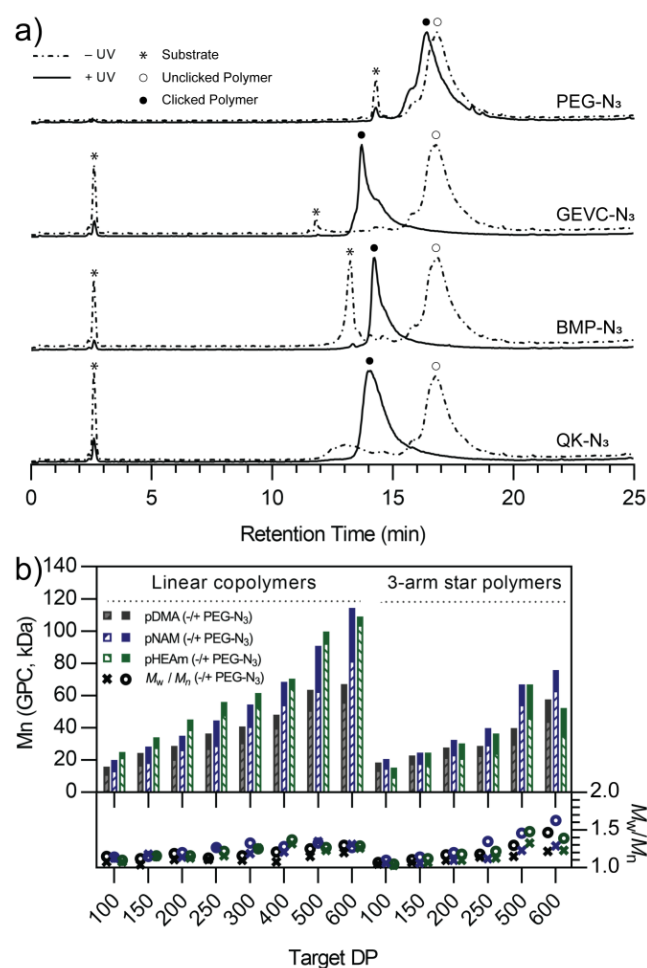 a)
– UV * Substrate
+ UV ○ Unclicked Polymer
● Clicked Polymer
● ○
*
PEG-N₃
* ● ○
*
GEVC-N₃
* * ● ○
BMP-N₃
* ● ○
QK-N₃
0 5 10 15 20 25
Retention Time (min)
b)
Linear copolymers 3-arm star polymers
pDMA (-/+ PEG-N₃)
pNAM (-/+ PEG-N₃)
pHEAm (-/+ PEG-N₃)
Mw / Mn (-/+ PEG-N₃)
Mn (GPC, kDa)
140
120
100
80
60
40
20
0
2.0
1.5
1.0
Mw/Mn
100 150 200 250 300 400 500 600 100 150 200 250 500 600
Target DP